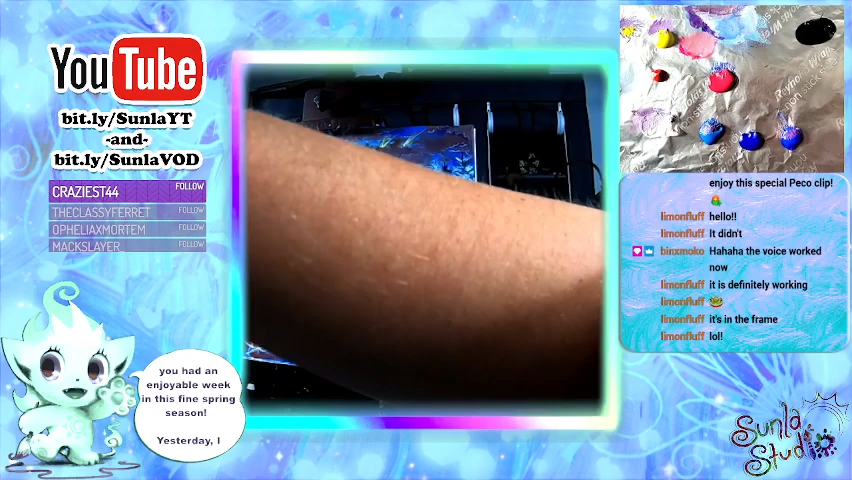 YouTube
bit.ly/SunlaYT
-and-
bit.ly/SunlaVOD
CRAZIEST44 FOLLOW
THECLASSYFERRET FOLLOW
OPHELIAXMORTEM FOLLOW
MACKSLAYER_ FOLLOW
you had an
enjoyable week
in this fine spring
season!
Yesterday, I
enjoy this special Peco clip!
limonfluff hello!!
limonfluff It didn't
binxmoko Hahaha the voice worked
now
limonfluff it is definitely working
limonfluff
limonfluff it's in the frame
limonfluff lol!
Sunla
Studios